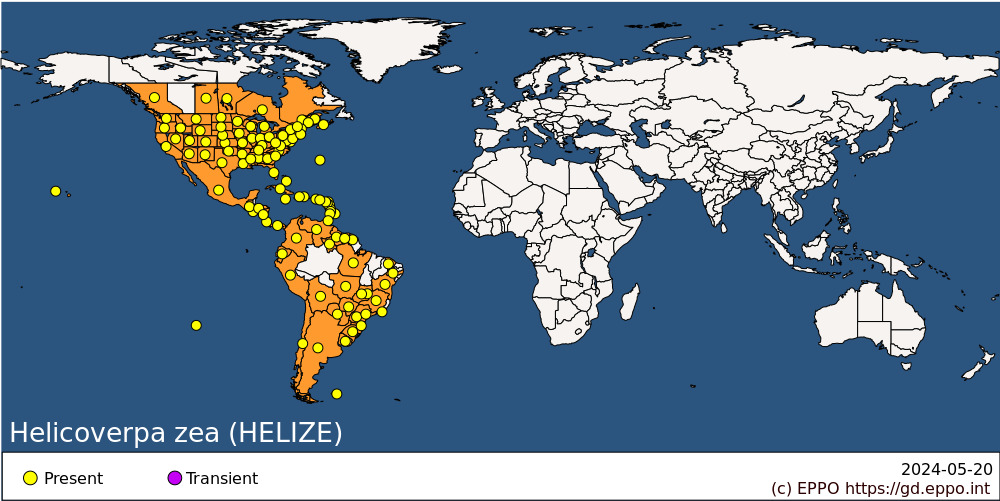 Helicoverpa zea (HELIZE)
Present
Transient
2024-05-20
(c) EPPO https://gd.eppo.int